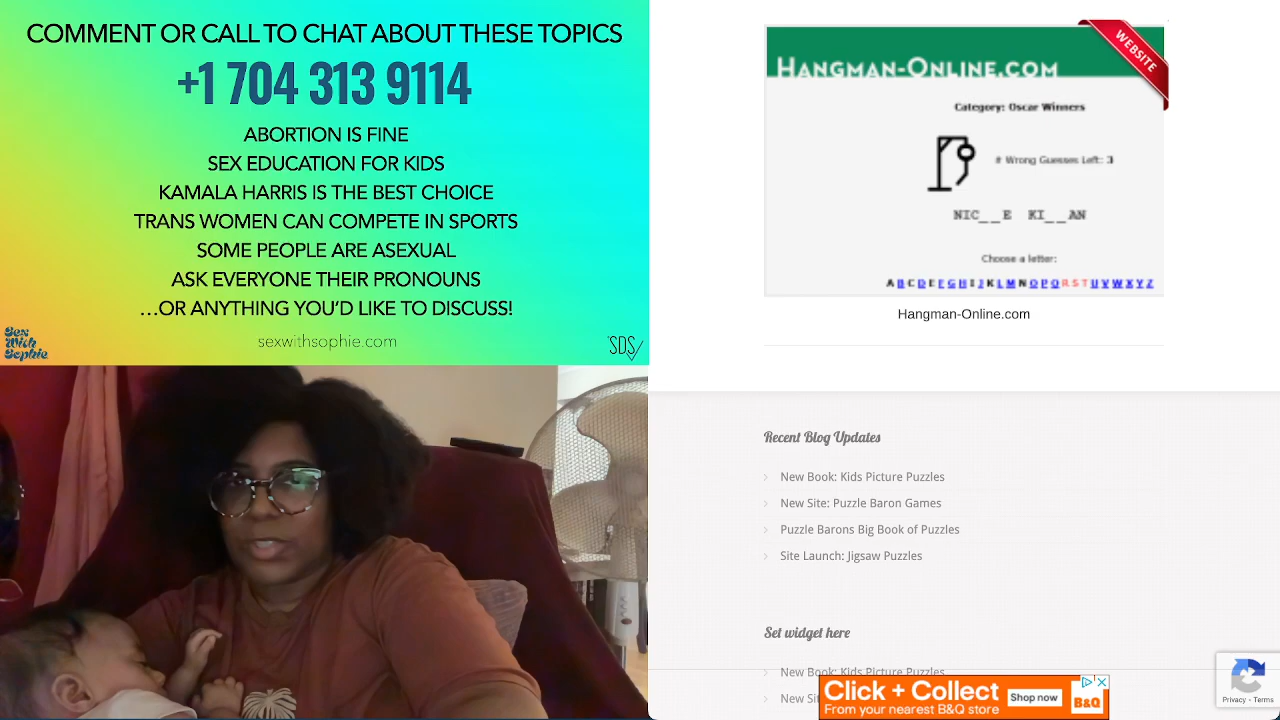 COMMENT OR CALL TO CHAT ABOUT THESE TOPICS
+1 704 313 9114
ABORTION IS FINE
SEX EDUCATION FOR KIDS
KAMALA HARRIS IS THE BEST CHOICE
TRANS WOMEN CAN COMPETE IN SPORTS
SOME PEOPLE ARE ASEXUAL
ASK EVERYONE THEIR PRONOUNS
...OR ANYTHING YOU'D LIKE TO DISCUSS!
sexwithsophie.com
Sex
With
Sophie
SDS
HANGMAN-ONLINE.COM
WEBSITE
Category: Oscar Winners
# Wrong Guesses Left: 3
NIC__E KI__AN
Choose a letter:
A B C D E F G H I J K L M N O P Q R S T U V W X Y Z
Hangman-Online.com
Recent Blog Updates
New Book: Kids Picture Puzzles
New Site: Puzzle Baron Games
Puzzle Barons Big Book of Puzzles
Site Launch: Jigsaw Puzzles
Set widget here
New Book: Kids Picture Puzzles
New Sit
Click + Collect
From your nearest B&Q store
Shop now
B&Q
Privacy - Terms